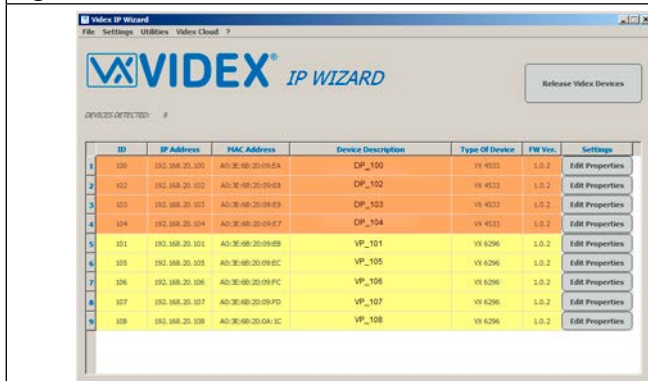 Videx IP Wizard
File Settings Utilities Videx Cloud ?
VIDEX® IP WIZARD
Release Videx Devices
DEVICES DETECTED: 9
ID IP Address MAC Address Device Description Type Of Device FW Ver. Settings
1 100 192.168.20.100 A0:3E:6B:20:09:EA DP_100 VX 4533 1.0.2 Edit Properties
2 102 192.168.20.102 A0:3E:6B:20:09:E8 DP_102 VX 4533 1.0.2 Edit Properties
3 103 192.168.20.103 A0:3E:6B:20:09:E9 DP_103 VX 4533 1.0.2 Edit Properties
4 104 192.168.20.104 A0:3E:6B:20:09:E7 DP_104 VX 4533 1.0.2 Edit Properties
5 101 192.168.20.101 A0:3E:6B:20:09:EB VP_101 VX 6296 1.0.2 Edit Properties
6 105 192.168.20.105 A0:3E:6B:20:09:EC VP_105 VX 6296 1.0.2 Edit Properties
7 106 192.168.20.106 A0:3E:6B:20:09:FC VP_106 VX 6296 1.0.2 Edit Properties
8 107 192.168.20.107 A0:3E:6B:20:09:FD VP_107 VX 6296 1.0.2 Edit Properties
9 108 192.168.20.108 A0:3E:6B:20:0A:1C VP_108 VX 6296 1.0.2 Edit Properties